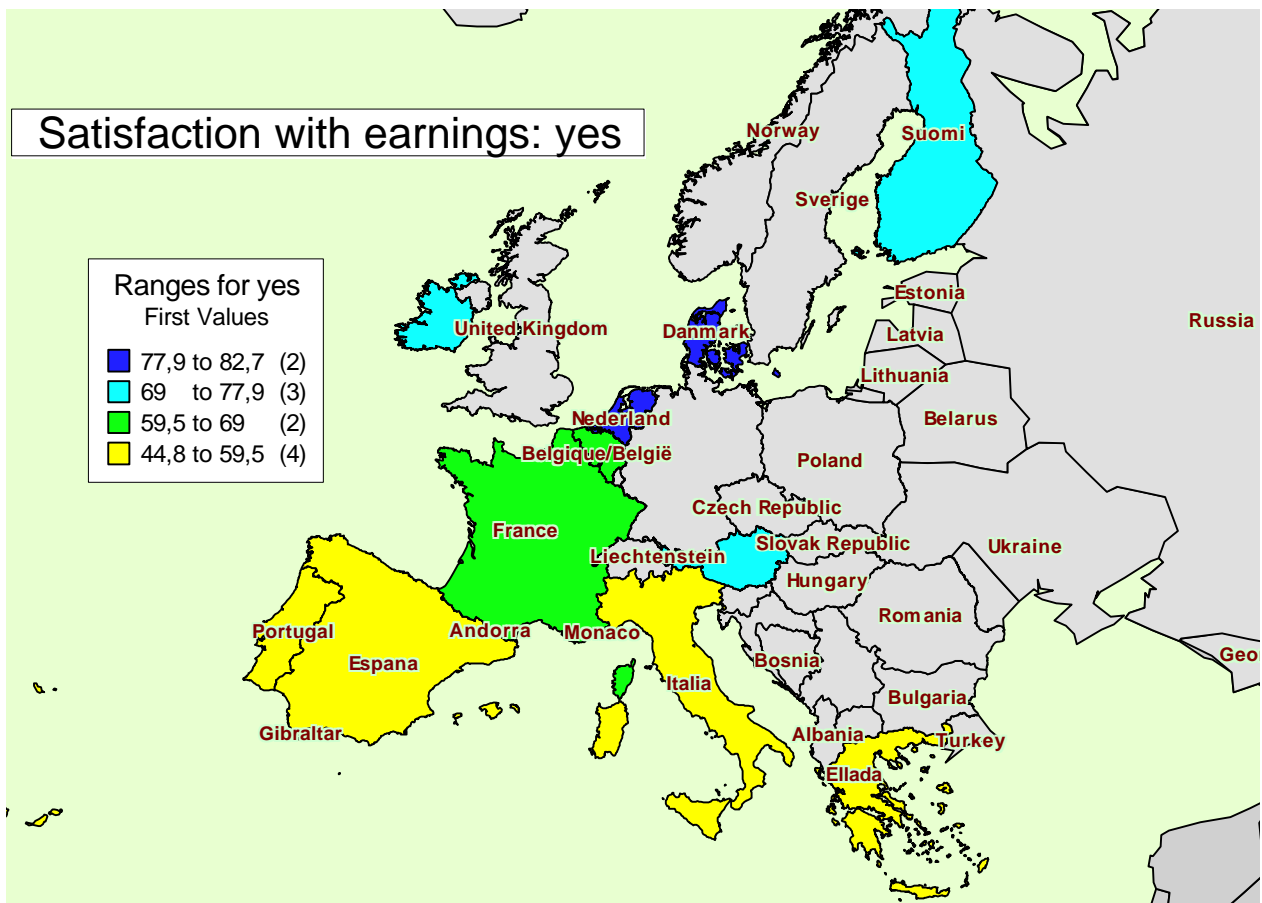 Satisfaction with earnings: yes
Ranges for yes
First Values
77,9 to 82,7 (2)
69 to 77,9 (3)
59,5 to 69 (2)
44,8 to 59,5 (4)
Norway
Suomi
Sverige
Estonia
Russia
United Kingdom
Danmark
Latvia
Lithuania
Nederland
Belarus
Belgique/België
Poland
Czech Republic
France
Slovak Republic
Ukraine
Liechtenstein
Hungary
Romania
Portugal
Andorra
Monaco
Espana
Bosnia
Geo
Italia
Bulgaria
Gibraltar
Albania
Turkey
Ellada